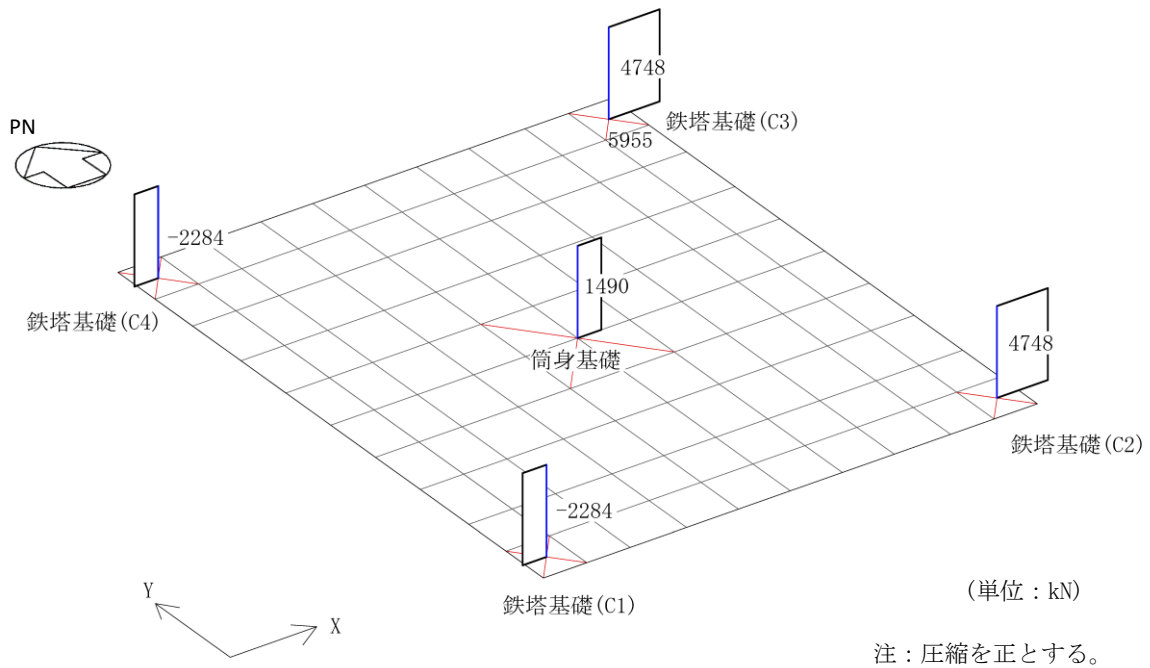 4748
鉄塔基礎(C3)
5955
PN
-2284
鉄塔基礎(C4)
1490
筒身基礎
4748
鉄塔基礎(C2)
-2284
鉄塔基礎(C1)
Y
X
(単位：kN)
注：圧縮を正とする。